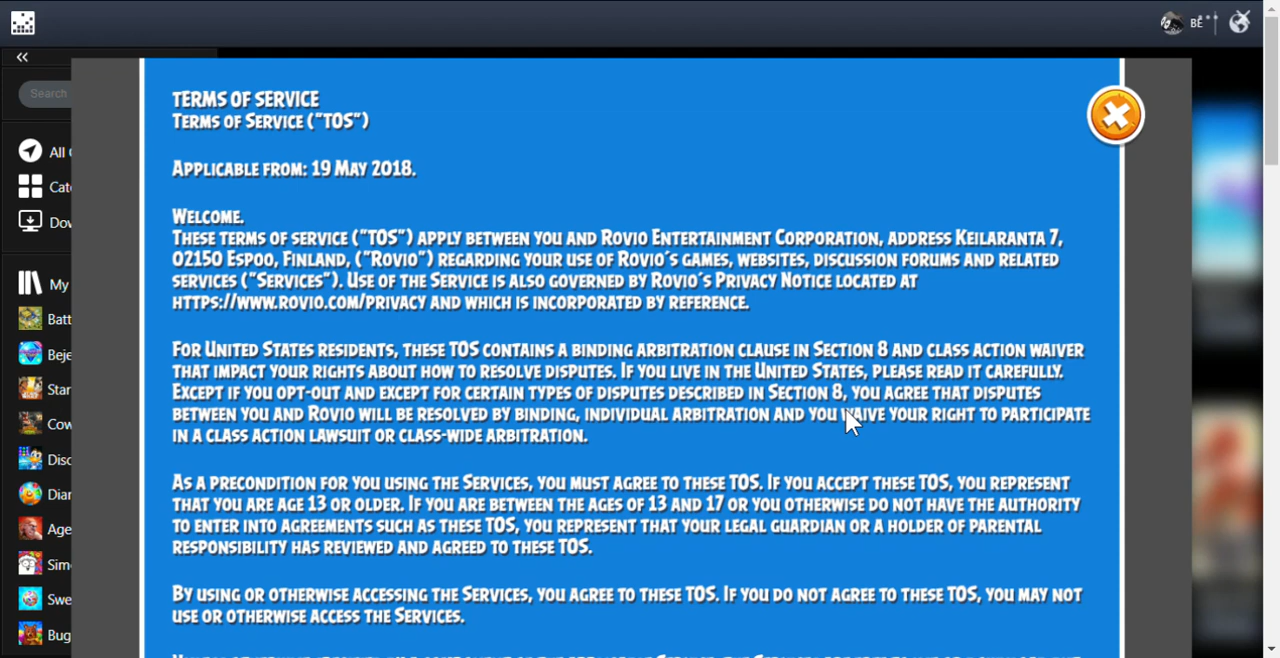 BÊ**
«
Search
All
Cat
Dow
My
Batt
Beje
Star
Cow
Disc
Diar
Age
Sim
Swe
Bug
TERMS OF SERVICE
TERMS OF SERVICE ("TOS")
APPLICABLE FROM: 19 MAY 2018.
WELCOME.
THESE TERMS OF SERVICE ("TOS") APPLY BETWEEN YOU AND ROVIO ENTERTAINMENT CORPORATION, ADDRESS KEILARANTA 7,
02150 ESPOO, FINLAND, ("ROVIO") REGARDING YOUR USE OF ROVIO'S GAMES, WEBSITES, DISCUSSION FORUMS AND RELATED
SERVICES ("SERVICES"). USE OF THE SERVICE IS ALSO GOVERNED BY ROVIO'S PRIVACY NOTICE LOCATED AT
HTTPS://WWW.ROVIO.COM/PRIVACY AND WHICH IS INCORPORATED BY REFERENCE.
FOR UNITED STATES RESIDENTS, THESE TOS CONTAINS A BINDING ARBITRATION CLAUSE IN SECTION 8 AND CLASS ACTION WAIVER
THAT IMPACT YOUR RIGHTS ABOUT HOW TO RESOLVE DISPUTES. IF YOU LIVE IN THE UNITED STATES, PLEASE READ IT CAREFULLY.
EXCEPT IF YOU OPT-OUT AND EXCEPT FOR CERTAIN TYPES OF DISPUTES DESCRIBED IN SECTION 8, YOU AGREE THAT DISPUTES
BETWEEN YOU AND ROVIO WILL BE RESOLVED BY BINDING, INDIVIDUAL ARBITRATION AND YOU WAIVE YOUR RIGHT TO PARTICIPATE
IN A CLASS ACTION LAWSUIT OR CLASS-WIDE ARBITRATION.
AS A PRECONDITION FOR YOU USING THE SERVICES, YOU MUST AGREE TO THESE TOS. IF YOU ACCEPT THESE TOS, YOU REPRESENT
THAT YOU ARE AGE 13 OR OLDER. IF YOU ARE BETWEEN THE AGES OF 13 AND 17 OR YOU OTHERWISE DO NOT HAVE THE AUTHORITY
TO ENTER INTO AGREEMENTS SUCH AS THESE TOS, YOU REPRESENT THAT YOUR LEGAL GUARDIAN OR A HOLDER OF PARENTAL
RESPONSIBILITY HAS REVIEWED AND AGREED TO THESE TOS.
BY USING OR OTHERWISE ACCESSING THE SERVICES, YOU AGREE TO THESE TOS. IF YOU DO NOT AGREE TO THESE TOS, YOU MAY NOT
USE OR OTHERWISE ACCESS THE SERVICES.